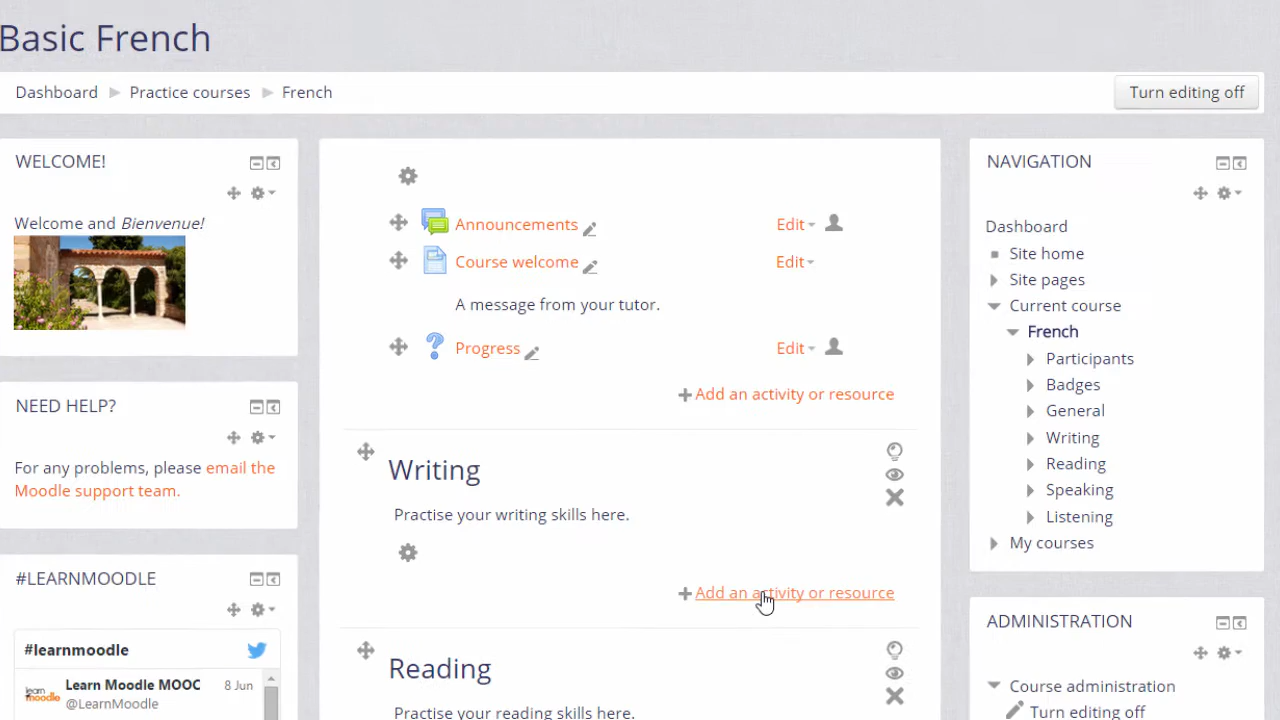 Basic French
Dashboard Practice courses French Turn editing off
WELCOME!
Welcome and Bienvenue!
NEED HELP?
For any problems, please email the
Moodle support team.
#LEARNMOODLE
#learnmoodle
learn
moodle
Learn Moodle MOOC 8 Jun
@LearnMoodle
Announcements Edit
Course welcome Edit
A message from your tutor.
Progress Edit
Add an activity or resource
Writing
Practise your writing skills here.
Add an activity or resource
Reading
Practise your reading skills here.
NAVIGATION
Dashboard
Site home
Site pages
Current course
French
Participants
Badges
General
Writing
Reading
Speaking
Listening
My courses
ADMINISTRATION
Course administration
Turn editing off